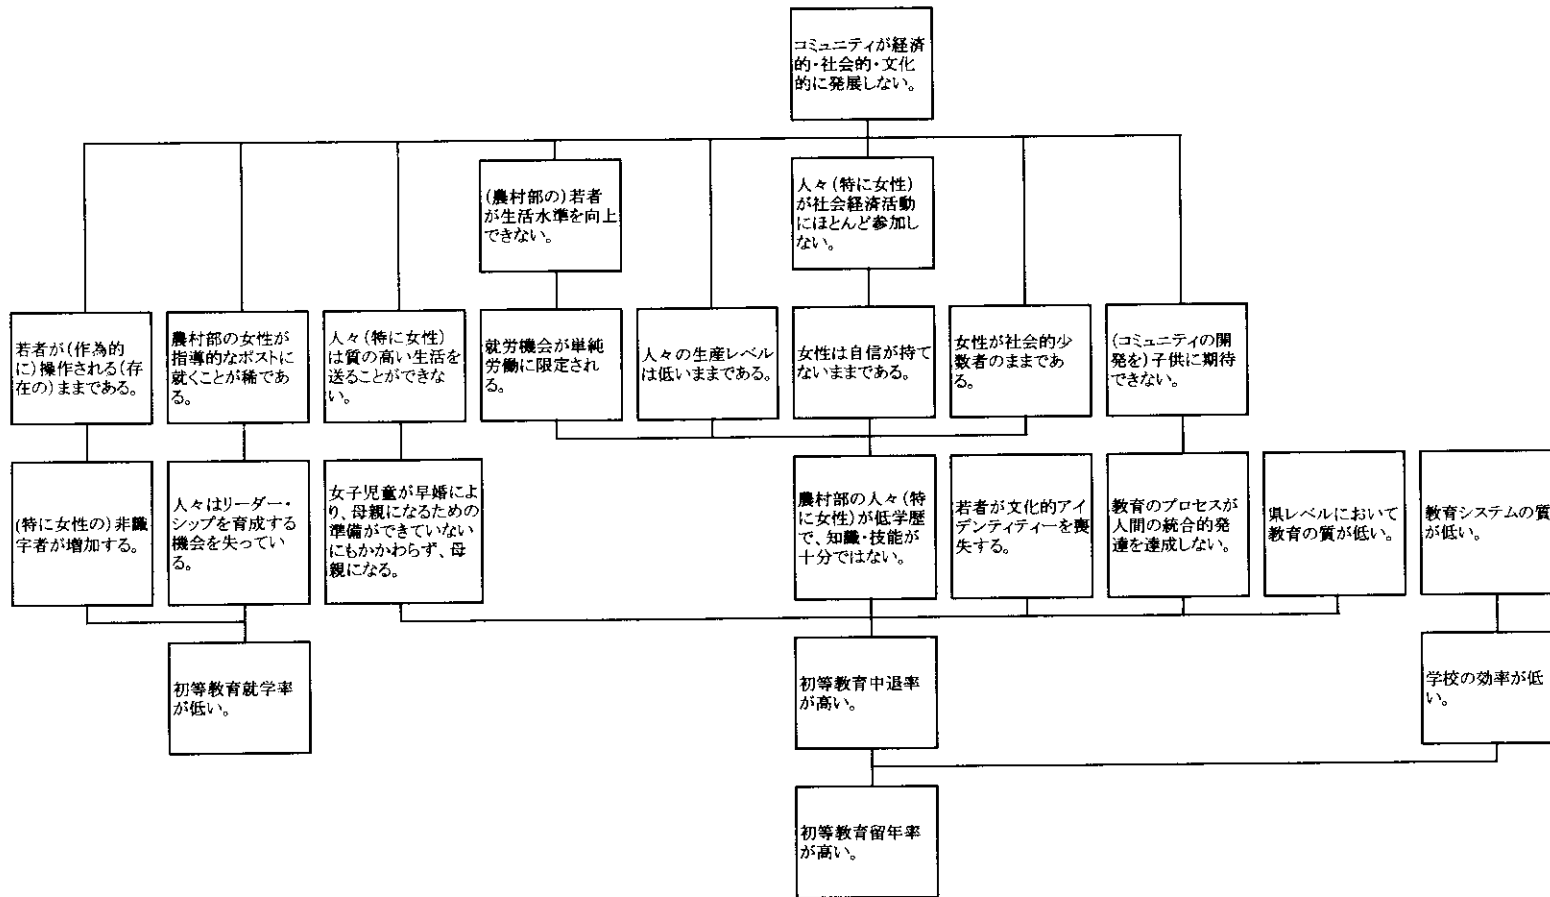 コミュニティが経済
的・社会的・文化
的に発展しない。
(農村部の)若者
が生活水準を向上
できない。
人々(特に女性)
が社会経済活動
にほとんど参加し
ない。
若者が(作為的
に)操作される(存
在の)ままである。
農村部の女性が
指導的なポストに
就くことが稀であ
る。
人々(特に女性)
は質の高い生活を
送ることができな
い。
就労機会が単純
労働に限定され
る。
人々の生産レベル
は低いままである。
女性は自信が持て
ないままである。
女性が社会的少
数者のままであ
る。
(コミュニティの開
発を)子供に期待
できない。
(特に女性の)非識
字者が増加する。
人々はリーダー・
シップを育成する
機会を失ってい
る。
女子児童が早婚によ
り、母親になるための
準備ができていない
にもかかわらず、母
親になる。
農村部の人々(特
に女性)が低学歴
で、知識・技能が
十分ではない。
若者が文化的アイ
デンティティーを喪
失する。
教育のプロセスが
人間の統合的発
達を達成しない。
県レベルにおいて
教育の質が低い。
教育システムの質
が低い。
初等教育就学率
が低い。
初等教育中退率
が高い。
学校の効率が低
い。
初等教育留年率
が高い。